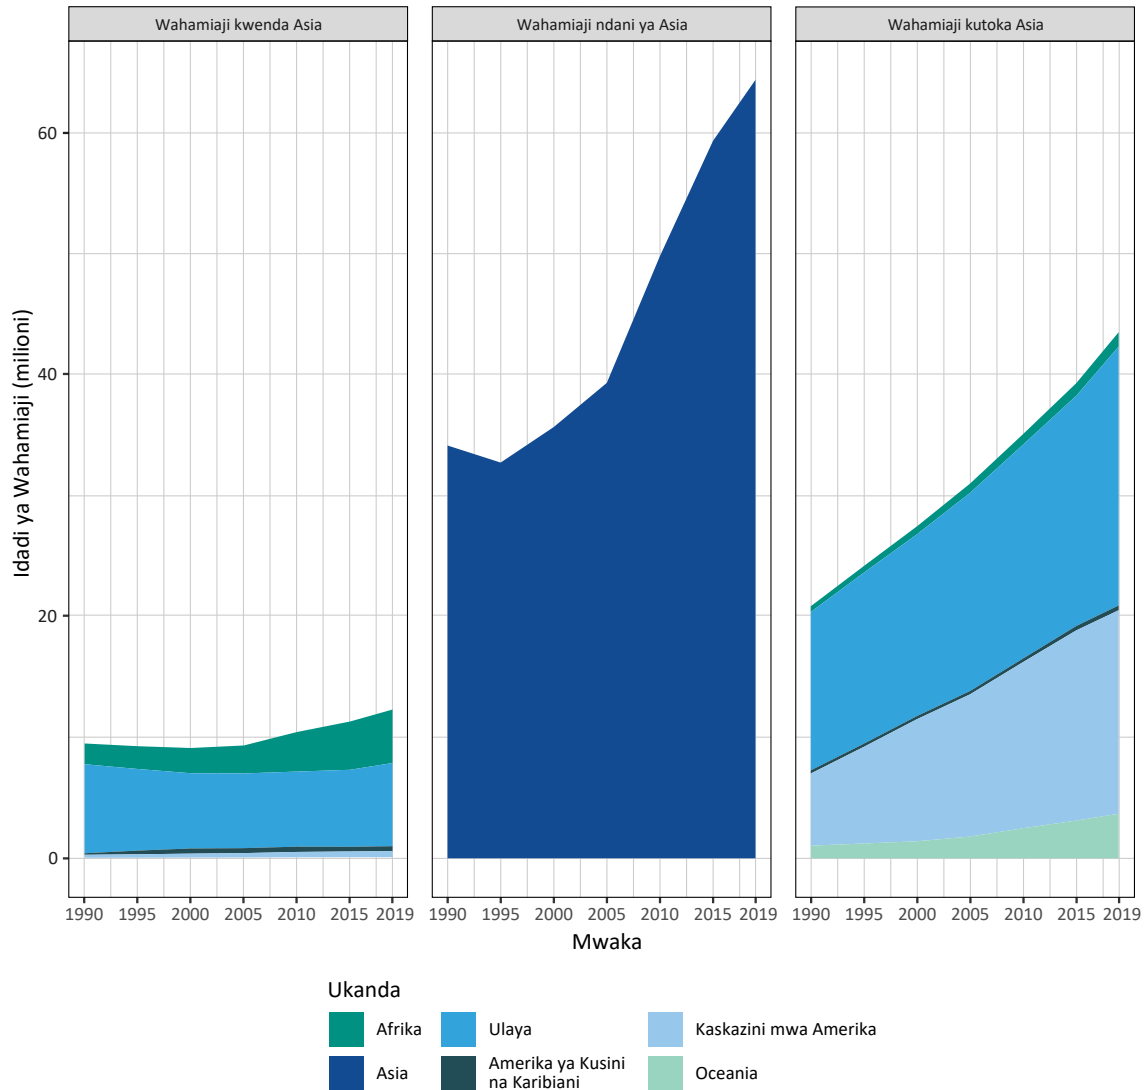 Wahamiaji kwenda Asia
Wahamiaji ndani ya Asia
Wahamiaji kutoka Asia
Idadi ya Wahamiaji (milioni)
60
40
20
0
1990 1995 2000 2005 2010 2015 2019
1990 1995 2000 2005 2010 2015 2019
1990 1995 2000 2005 2010 2015 2019
Mwaka
Ukanda
Afrika
Ulaya
Kaskazini mwa Amerika
Asia
Amerika ya Kusini
na Karibiani
Oceania